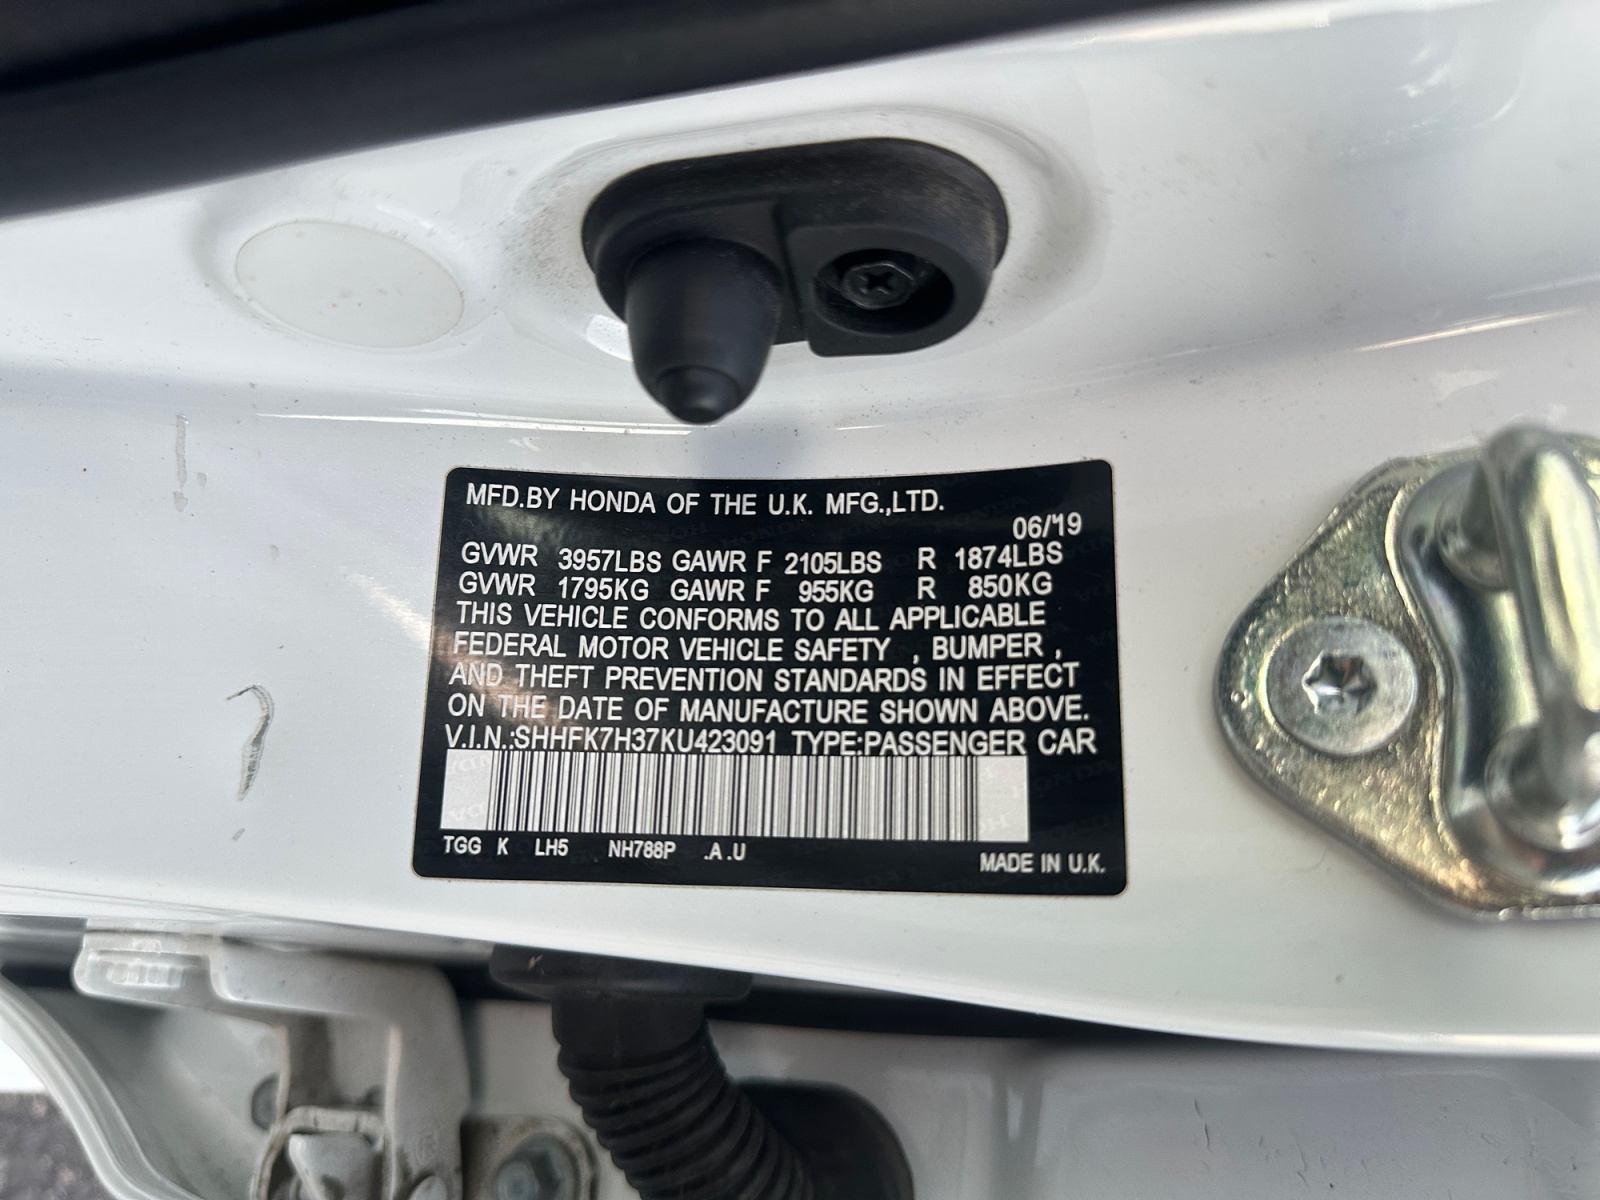 MFD.BY HONDA OF THE U.K. MFG.,LTD.
06/'19
GVWR 3957LBS GAWR F 2105LBS R 1874LBS
GVWR 1795KG GAWR F 955KG R 850KG
THIS VEHICLE CONFORMS TO ALL APPLICABLE
FEDERAL MOTOR VEHICLE SAFETY , BUMPER ,
AND THEFT PREVENTION STANDARDS IN EFFECT
ON THE DATE OF MANUFACTURE SHOWN ABOVE.
V.I.N.:SHHFK7H37KU423091 TYPE:PASSENGER CAR
TGG K LH5 NH788P .A .U
MADE IN U.K.